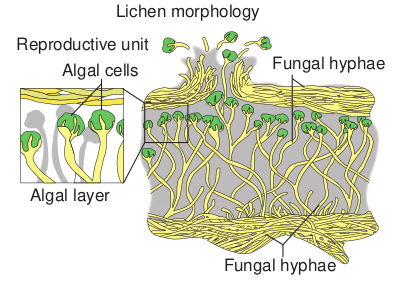 Lichen morphology
Reproductive unit
Algal cells
Fungal hyphae
Algal layer
Fungal hyphae